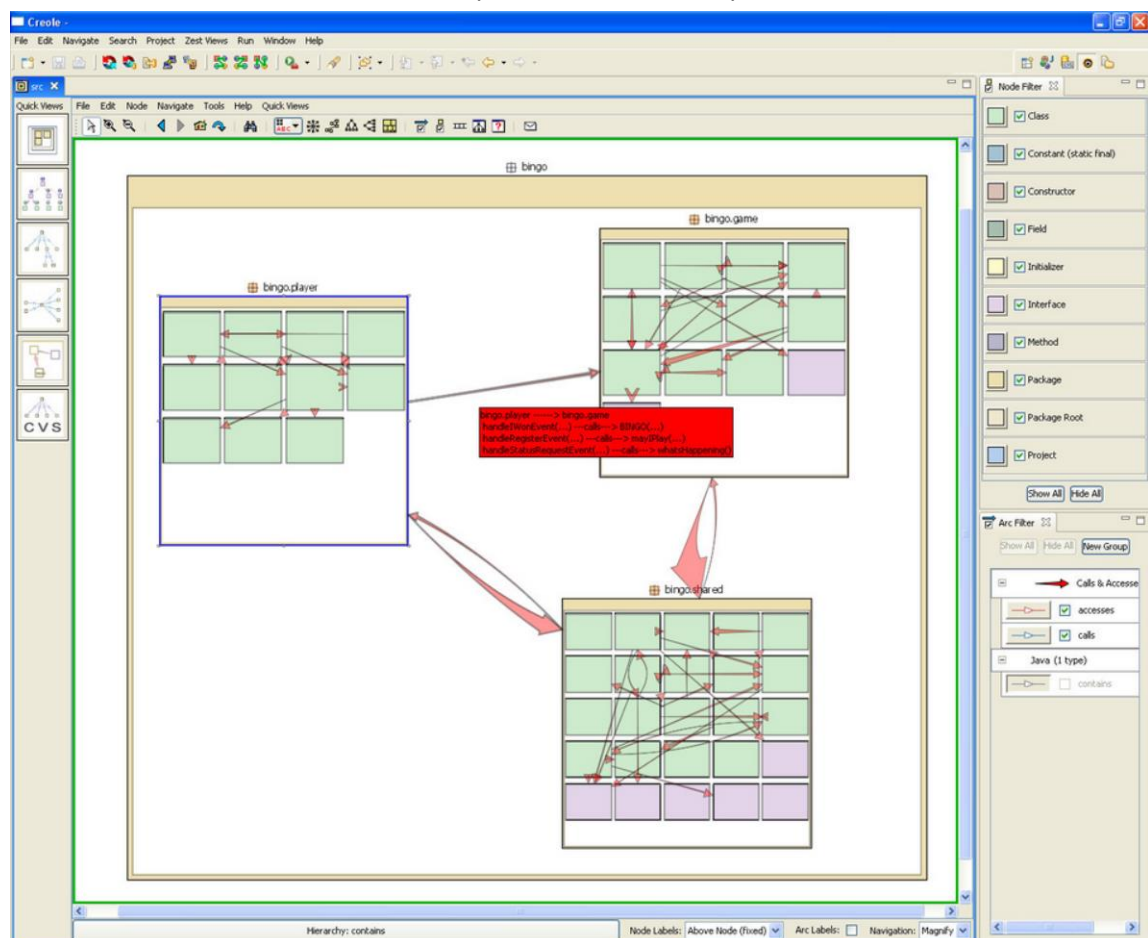 Creole -
File Edit Navigate Search Project Zest Views Run Window Help
src
Quick Views
File Edit Node Navigate Tools Help Quick Views
CVS
bingo
bingo.game
bingo.player
bingo.player -----> bingo.game
handleIWonEvent(...) ---calls---> BINGO(...)
handleRegisterEvent(...) ---calls---> mayIPlay(...)
handleStatusRequestEvent(...) ---calls---> whatsHappening()
bingo.shared
Hierarchy: contains
Node Labels: Above Node (fixed) Arc Labels: Navigation: Magnify
Node Filter
Class
Constant (static final)
Constructor
Field
Initializer
Interface
Method
Package
Package Root
Project
Show All Hide All
Arc Filter
Show All Hide All New Group
Calls & Accesse
accesses
calls
Java (1 type)
contains